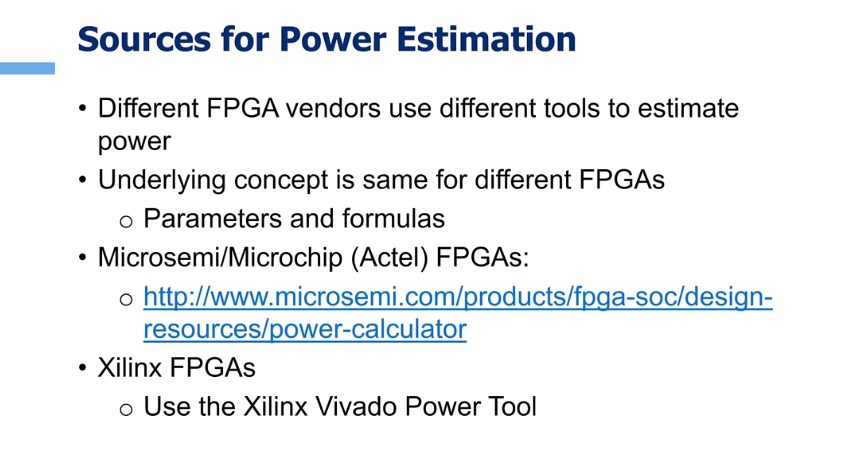 Sources for Power Estimation
• Different FPGA vendors use different tools to estimate
power
• Underlying concept is same for different FPGAs
o Parameters and formulas
• Microsemi/Microchip (Actel) FPGAs:
o http://www.microsemi.com/products/fpga-soc/design-
resources/power-calculator
• Xilinx FPGAs
o Use the Xilinx Vivado Power Tool